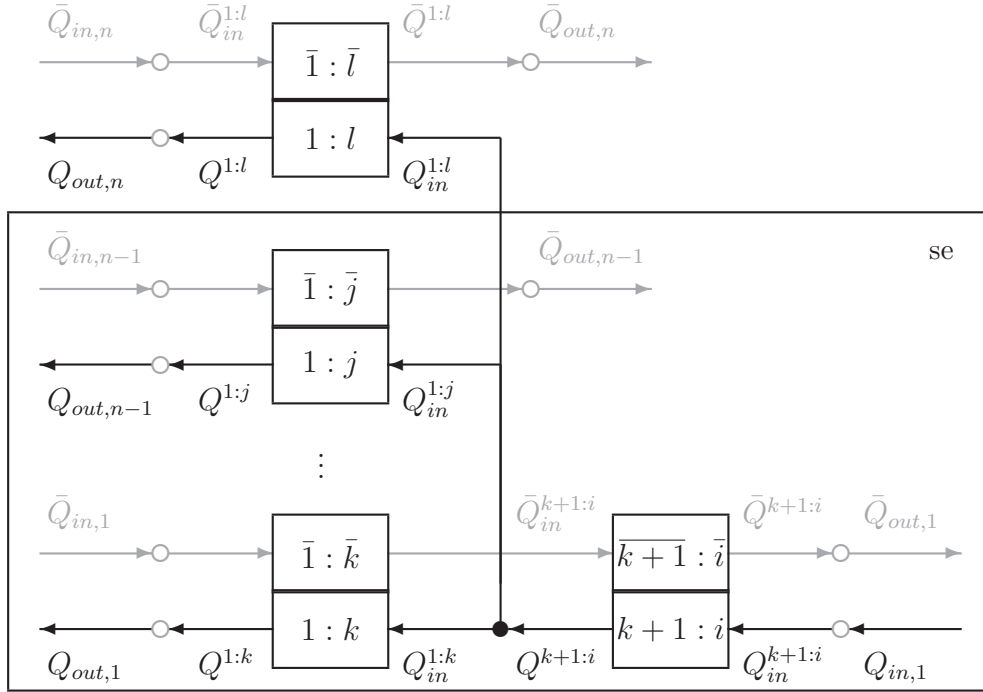 Q̄_{in,n} Q̄_{in}^{1:l} Q̄^{1:l} Q̄_{out,n}
1̄ : l̄
1 : l
Q_{out,n} Q^{1:l} Q_{in}^{1:l}
Q̄_{in,n−1} Q̄_{out,n−1} se
1̄ : j̄
1 : j
Q_{out,n−1} Q^{1:j} Q_{in}^{1:j}
⋮
Q̄_{in,1} Q̄_{in}^{k+1:i} Q̄^{k+1:i} Q̄_{out,1}
1̄ : k̄ \overline{k+1} : ī
1 : k k + 1 : i
Q_{out,1} Q^{1:k} Q_{in}^{1:k} Q^{k+1:i} Q_{in}^{k+1:i} Q_{in,1}